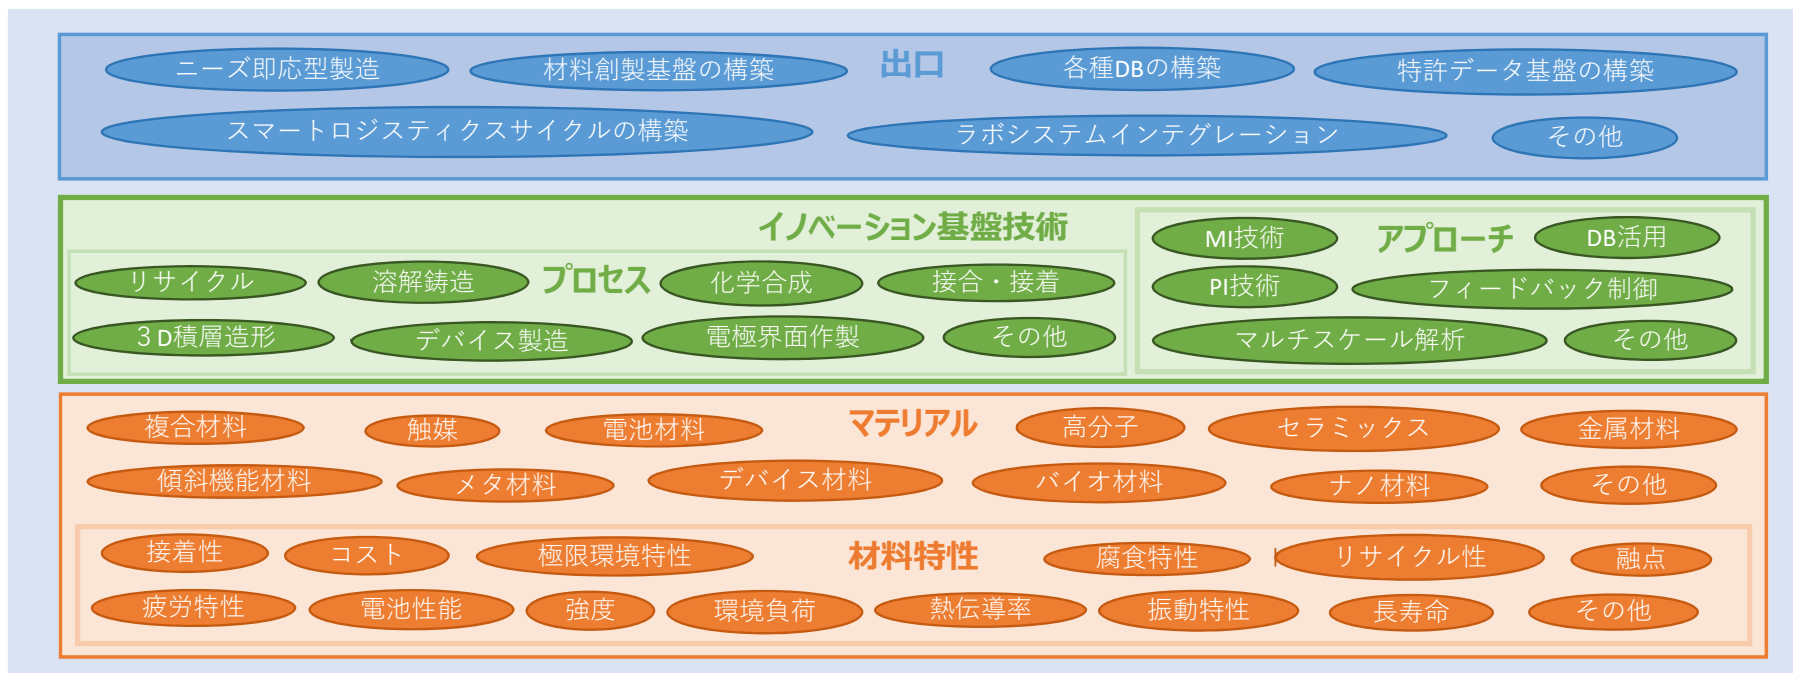 出口
ニーズ即応型製造
材料創製基盤の構築
各種DBの構築
特許データ基盤の構築
スマートロジスティクスサイクルの構築
ラボシステムインテグレーション
その他
イノベーション基盤技術
プロセス
リサイクル
溶解鋳造
化学合成
接合・接着
３D積層造形
デバイス製造
電極界面作製
その他
アプローチ
MI技術
DB活用
PI技術
フィードバック制御
マルチスケール解析
その他
マテリアル
複合材料
触媒
電池材料
高分子
セラミックス
金属材料
傾斜機能材料
メタ材料
デバイス材料
バイオ材料
ナノ材料
その他
材料特性
接着性
コスト
極限環境特性
腐食特性
リサイクル性
融点
疲労特性
電池性能
強度
環境負荷
熱伝導率
振動特性
長寿命
その他